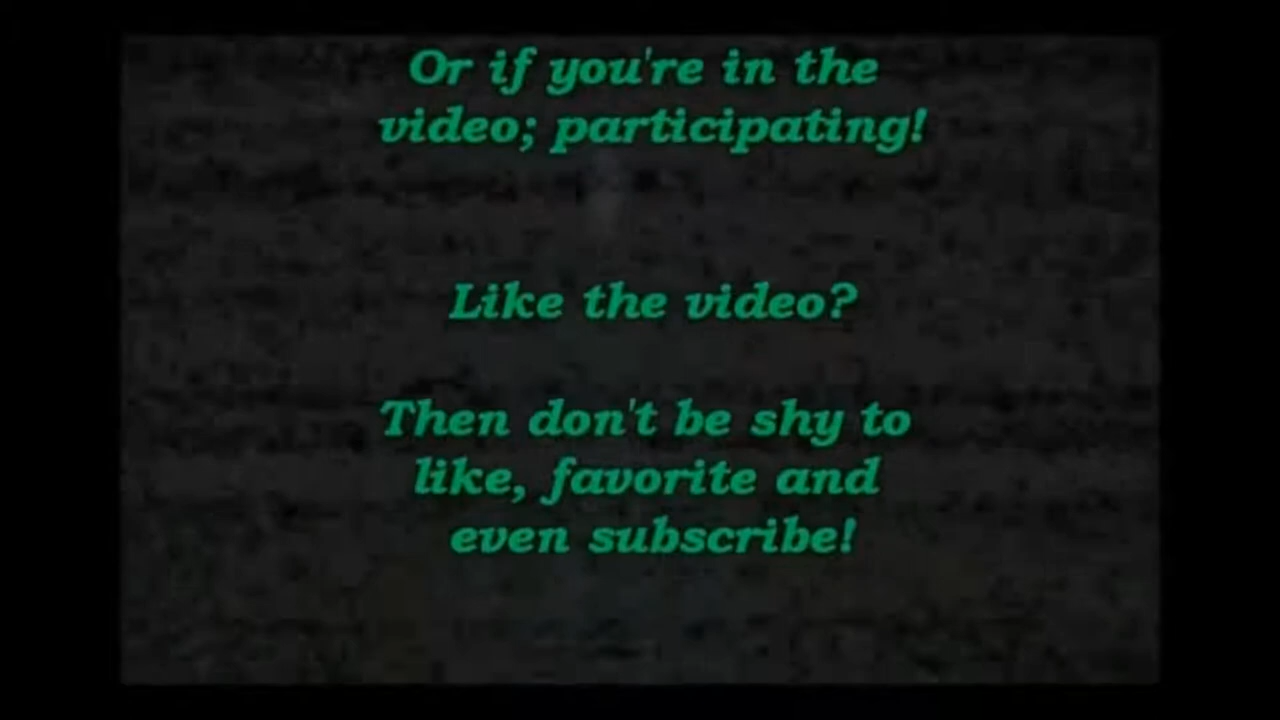 Or if you're in the
video; participating!
Like the video?
Then don't be shy to
like, favorite and
even subscribe!